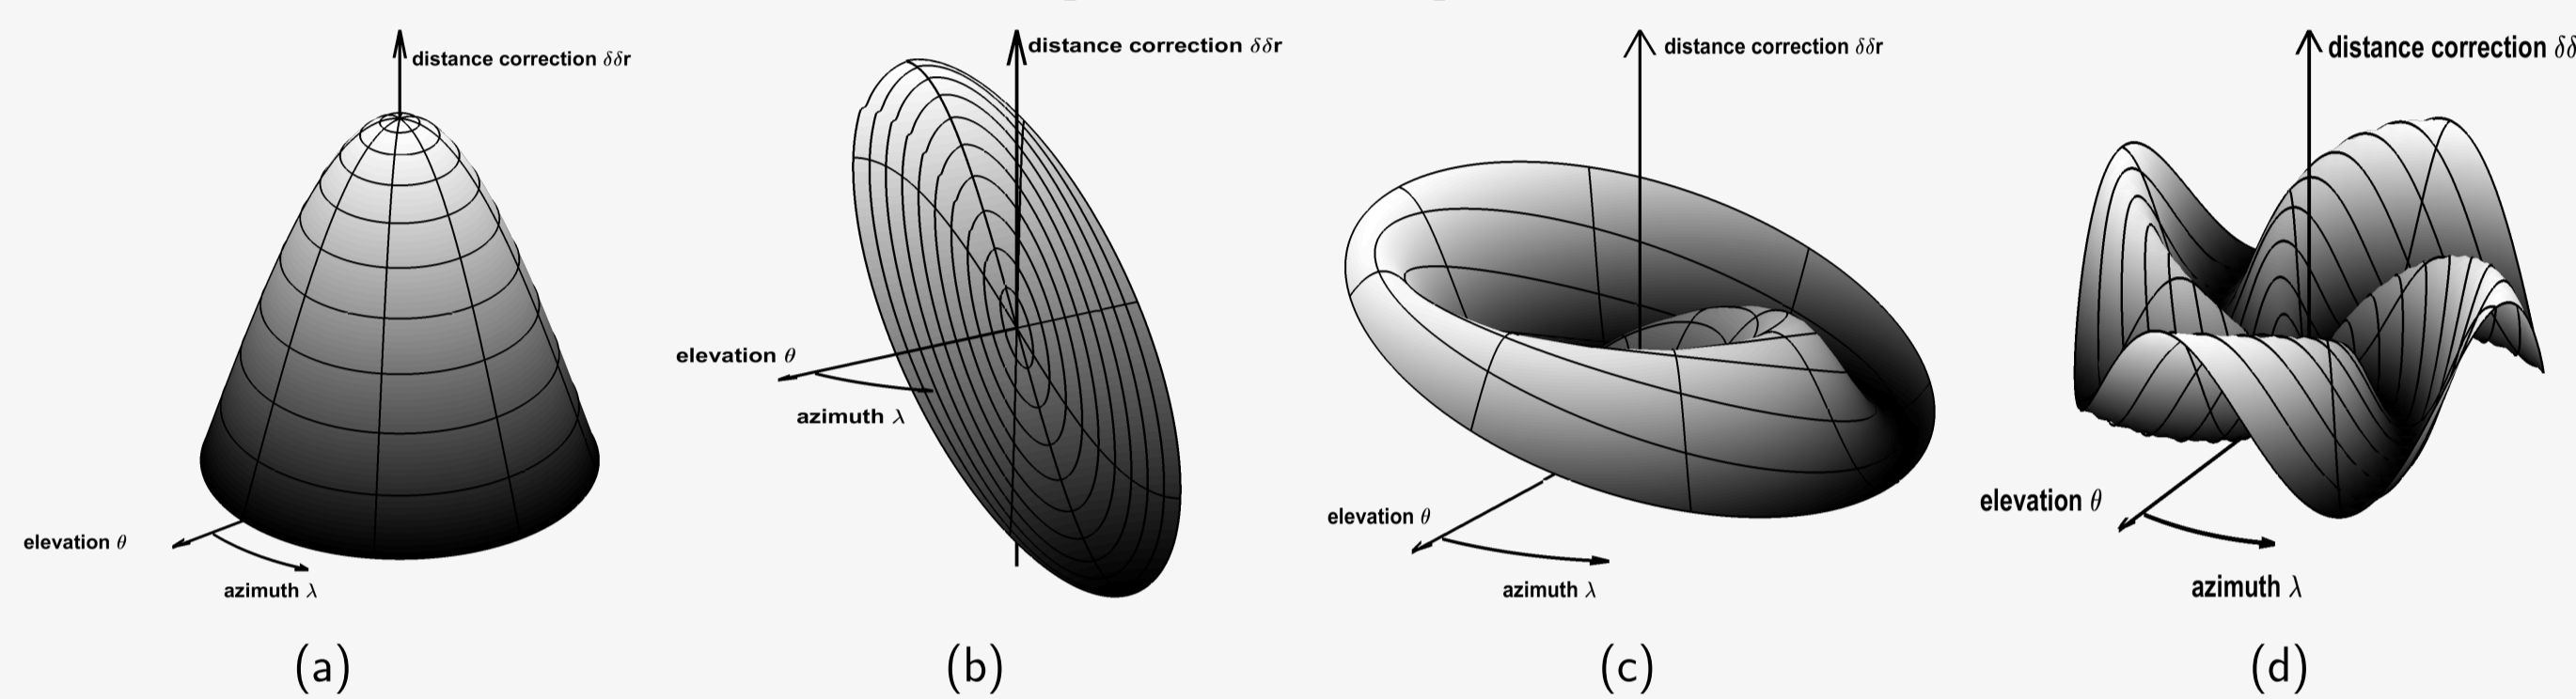 distance correction δδr
elevation θ
azimuth λ
(a)
distance correction δδr
elevation θ
azimuth λ
(b)
distance correction δδr
elevation θ
azimuth λ
(c)
distance correction δδ
elevation θ
azimuth λ
(d)